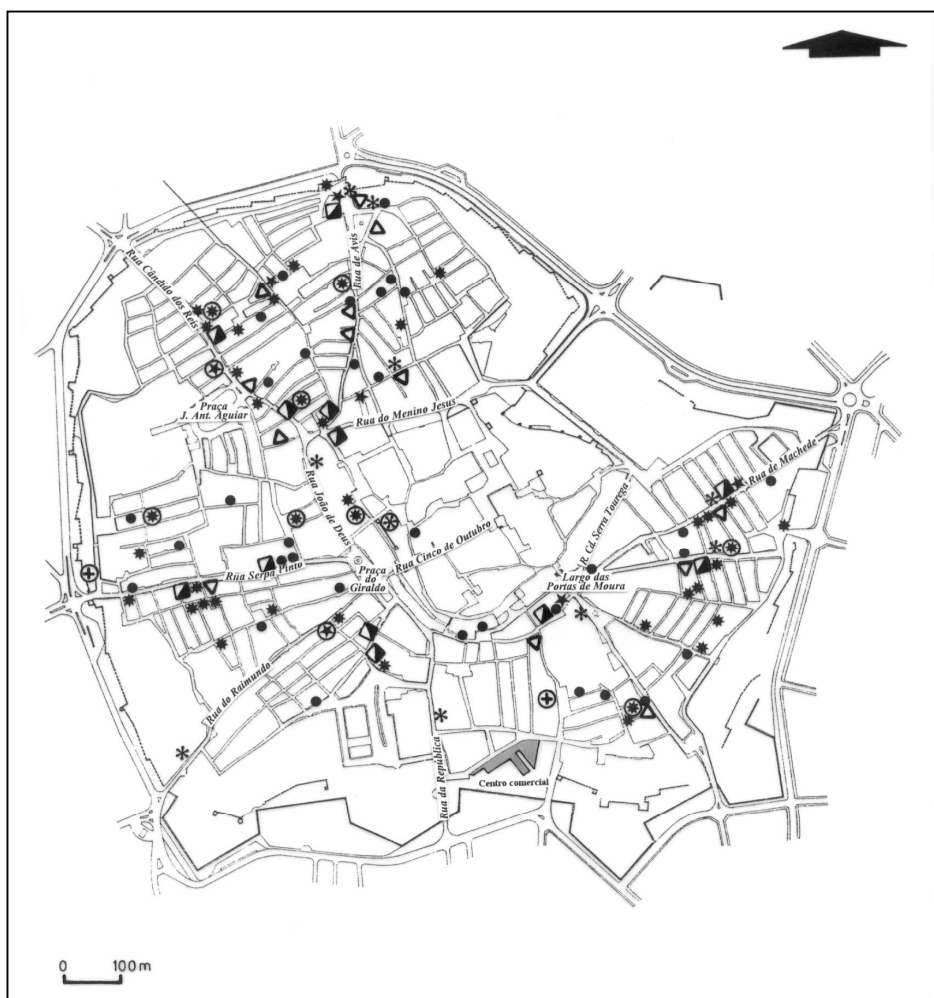 Rua Cândido dos Reis
Rua de Avis
Praça
J. Ant. Aguiar
Rua do Menino Jesus
Rua João de Deus
Rua de Machede
R. Cd. Serra Tourega
Rua Cinco de Outubro
Rua Serpa Pinto
Praça
do
Giraldo
Largo das
Portas de Moura
Rua do Raimundo
Rua da República
Centro comercial
0 100 m